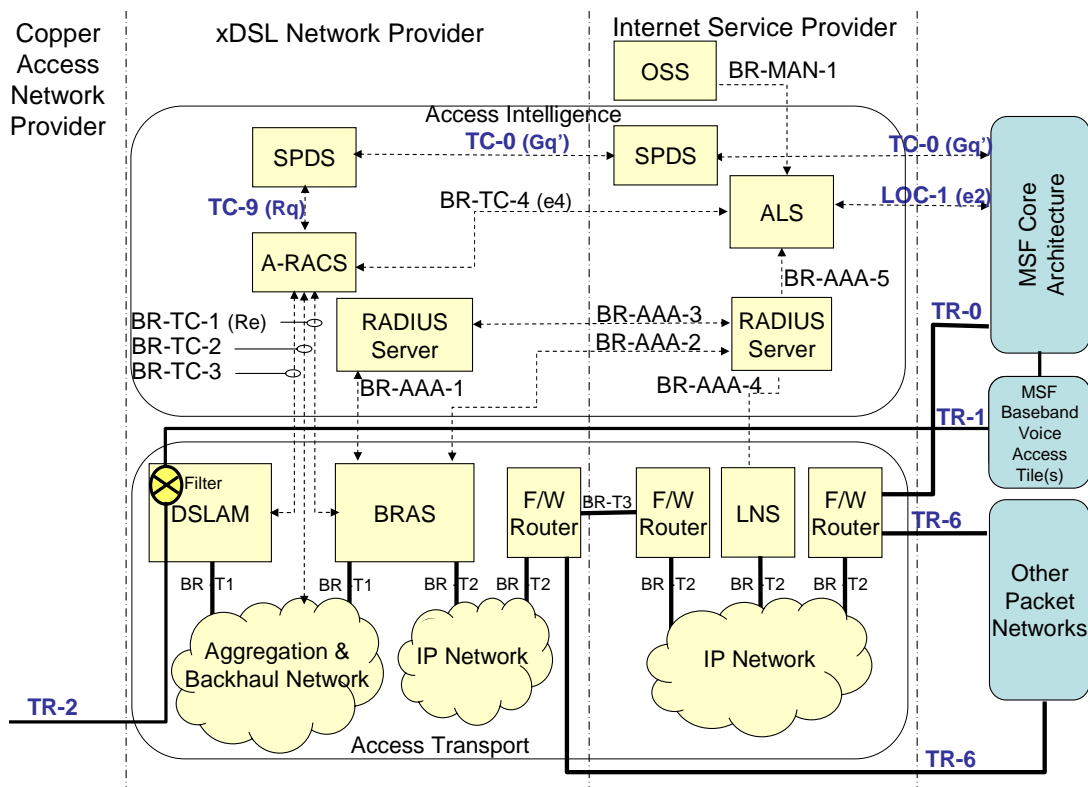 Copper
Access
Network
Provider
xDSL Network Provider
Internet Service Provider
OSS
BR-MAN-1
Access Intelligence
SPDS
TC-0 (Gq’)
SPDS
TC-0 (Gq’)
TC-9 (Rq)
BR-TC-4 (e4)
ALS
LOC-1 (e2)
MSF Core
Architecture
A-RACS
BR-AAA-5
BR-TC-1 (Re)
BR-TC-2
BR-TC-3
RADIUS
Server
BR-AAA-3
BR-AAA-2
RADIUS
Server
TR-0
BR-AAA-1
BR-AAA-4
MSF
Baseband
Voice
Access
Tile(s)
TR-1
Filter
DSLAM
BRAS
F/W
Router
BR-T3
F/W
Router
LNS
F/W
Router
TR-6
BR -T1
BR -T1
BR -T2
BR -T2
BR -T2
BR -T2
BR -T2
Other
Packet
Networks
Aggregation &
Backhaul Network
IP Network
IP Network
TR-2
Access Transport
TR-6